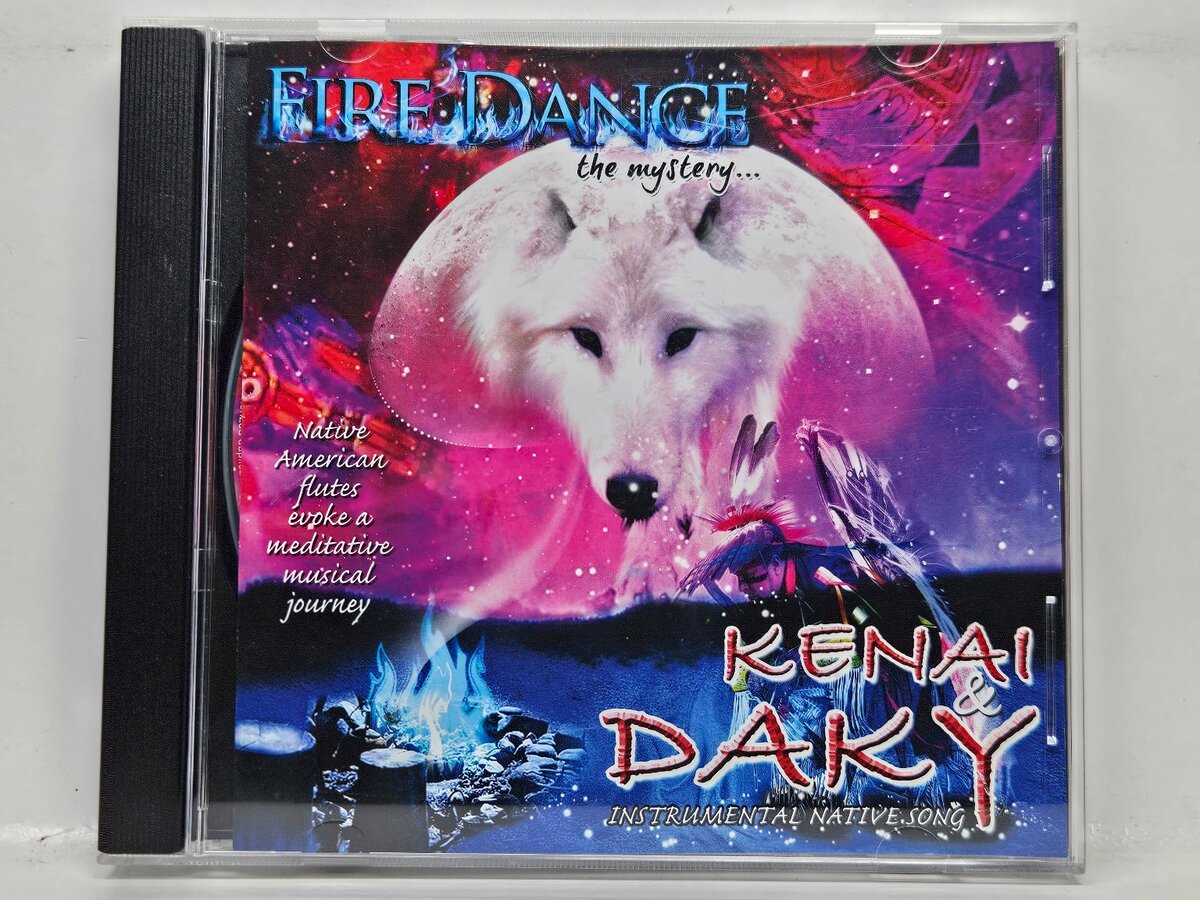 FIRE DANCE
the mystery...
Native
American
flutes
evoke a
meditative
musical
journey
KENAI
&
DAKY
INSTRUMENTAL NATIVE SONG